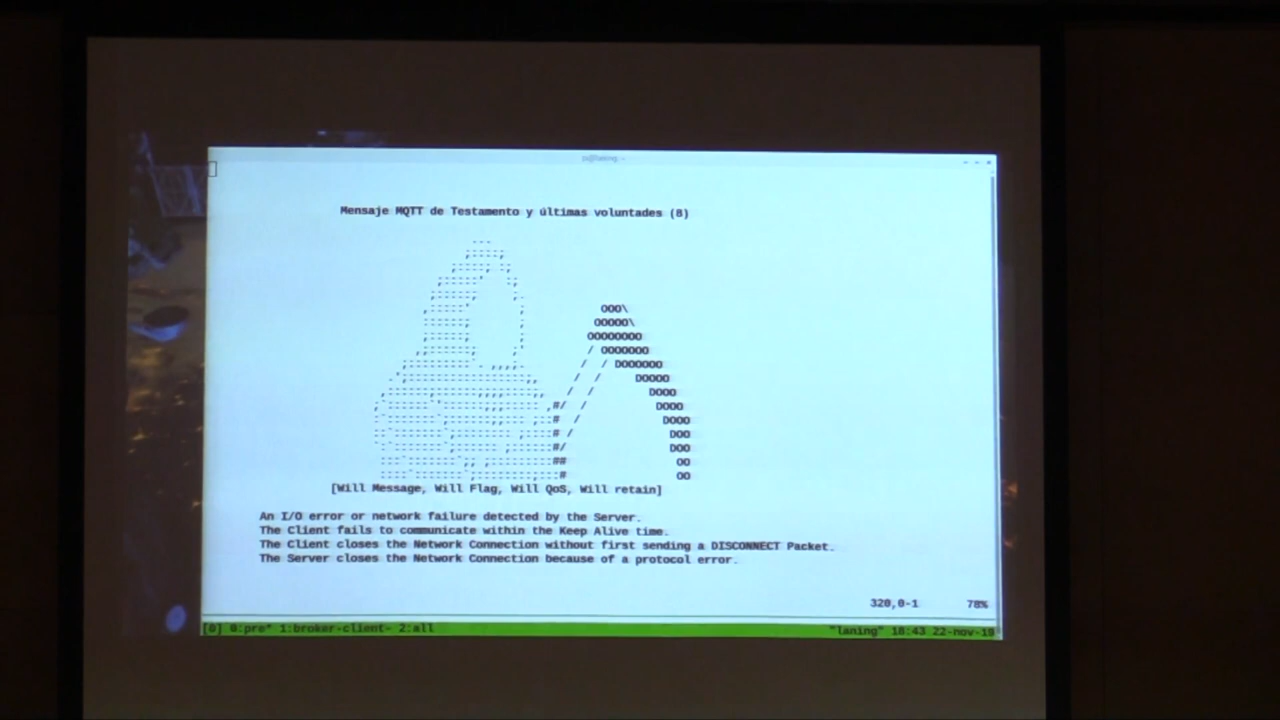 Mensaje MQTT de Testamento y últimas voluntades (8)
[Will Message, Will Flag, Will QoS, Will retain]
An I/O error or network failure detected by the Server.
The Client fails to communicate within the Keep Alive time.
The Client closes the Network Connection without first sending a DISCONNECT Packet.
The Server closes the Network Connection because of a protocol error.
320,0-1 78%
[0] 0:pre* 1:broker-client- 2:all "laning" 18:43 22-nov-19